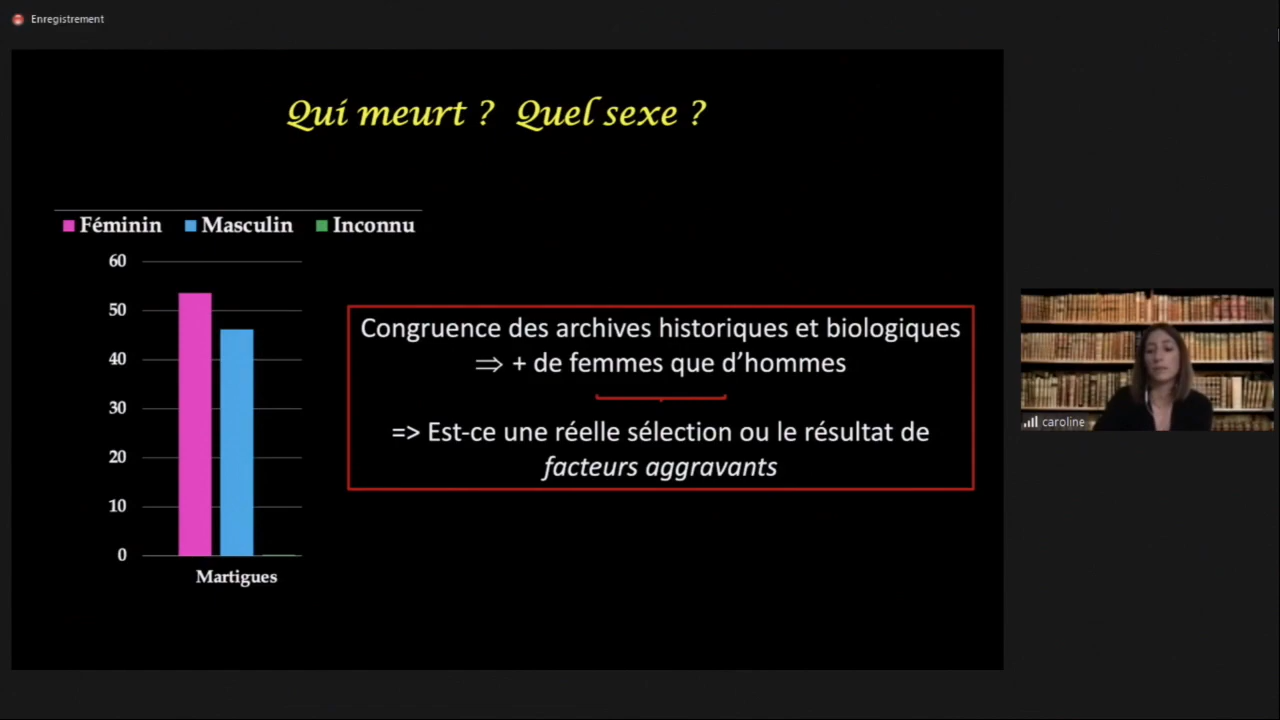 Enregistrement
Qui meurt ? Quel sexe ?
Féminin Masculin Inconnu
60
50
40
30
20
10
0
Martigues
Congruence des archives historiques et biologiques
⇒ + de femmes que d’hommes
=> Est-ce une réelle sélection ou le résultat de
facteurs aggravants
caroline